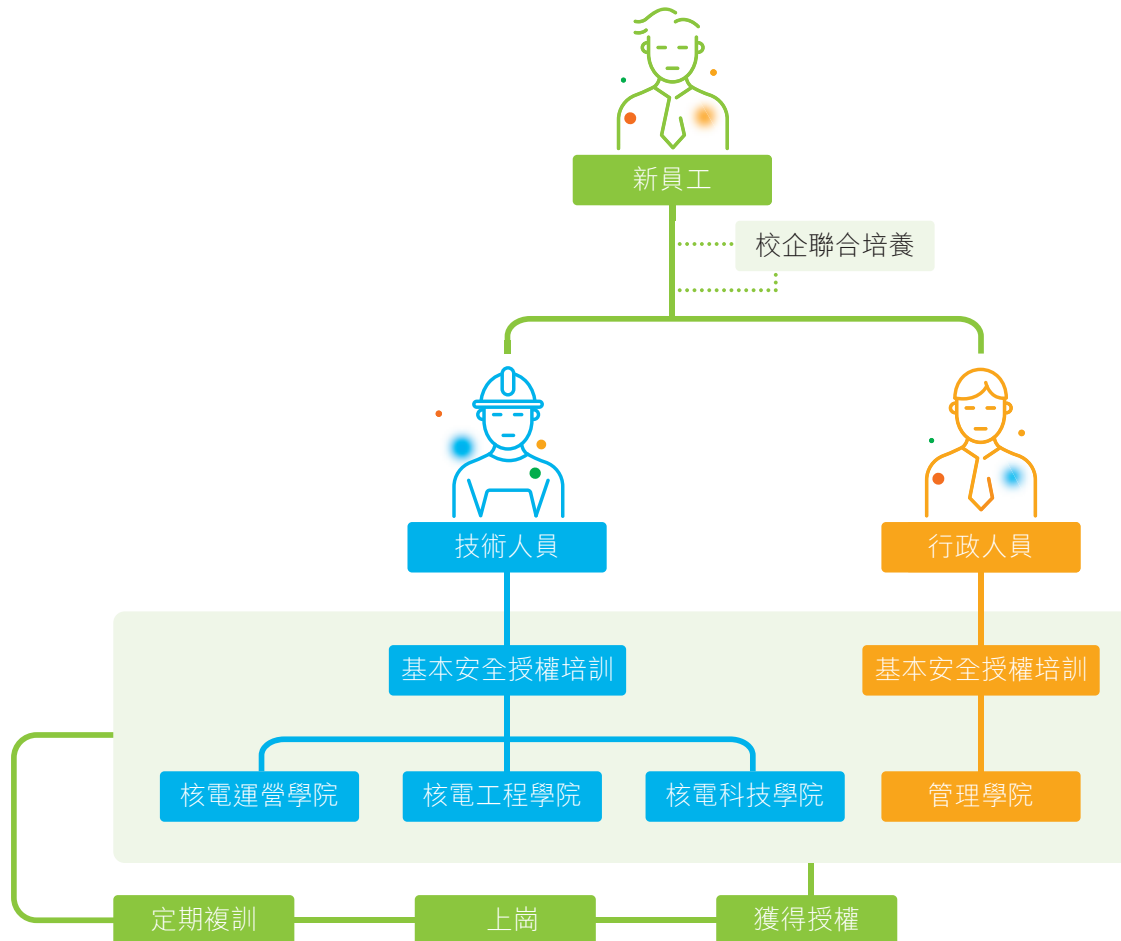 新員工
校企聯合培養
技術人員
行政人員
基本安全授權培訓
基本安全授權培訓
核電運營學院
核電工程學院
核電科技學院
管理學院
定期複訓
上崗
獲得授權